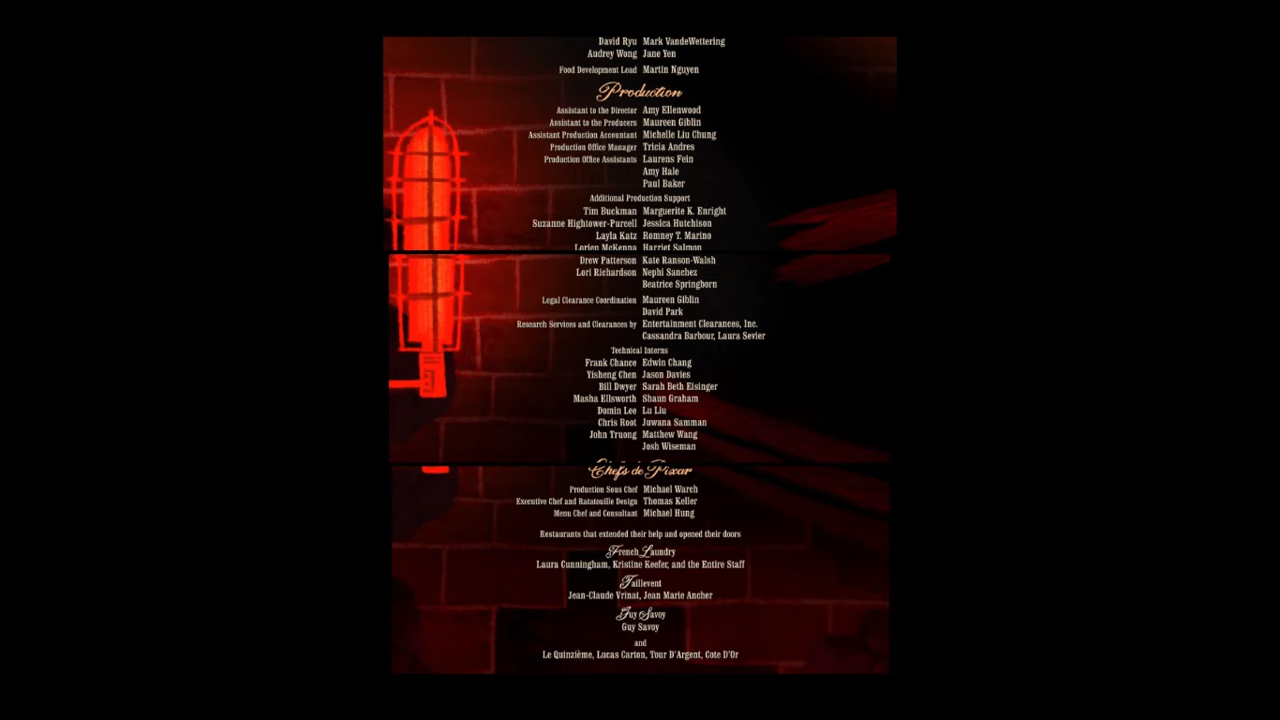 David Ryu Mark VandeWettering
Audrey Wong Jane Yen
Food Development Lead Martin Nguyen
Production
Assistant to the Director Amy Ellenwood
Assistant to the Producers Maureen Giblin
Assistant Production Accountant Michelle Liu Chung
Production Office Manager Tricia Andres
Production Office Assistants Laurens Fein
Amy Hale
Paul Baker
Additional Production Support
Tim Buckman Marguerite K. Enright
Suzanne Hightower-Purcell Jessica Hutchison
Layla Katz Romney T. Marino
Lorien McKenna Harriet Salmon
Drew Patterson Kate Ranson-Walsh
Lori Richardson Nephi Sanchez
Beatrice Springborn
Legal Clearance Coordination Maureen Giblin
David Park
Research Services and Clearances by Entertainment Clearances, Inc.
Cassandra Barbour, Laura Sevier
Technical Interns
Frank Chance Edwin Chang
Yisheng Chen Jason Davies
Bill Dwyer Sarah Beth Eisinger
Masha Ellsworth Shaun Graham
Domin Lee Lu Liu
Chris Root Juwana Samman
John Truong Matthew Wang
Josh Wiseman
Chefs de Pixar
Production Sous Chef Michael Warch
Executive Chef and Ratatouille Design Thomas Keller
Menu Chef and Consultant Michael Hung
Restaurants that extended their help and opened their doors
French Laundry
Laura Cunningham, Kristine Keefer, and the Entire Staff
Taillevent
Jean-Claude Vrinat, Jean Marie Ancher
Guy Savoy
Guy Savoy
and
Le Quinzième, Lucas Carton, Tour D'Argent, Cote D'Or